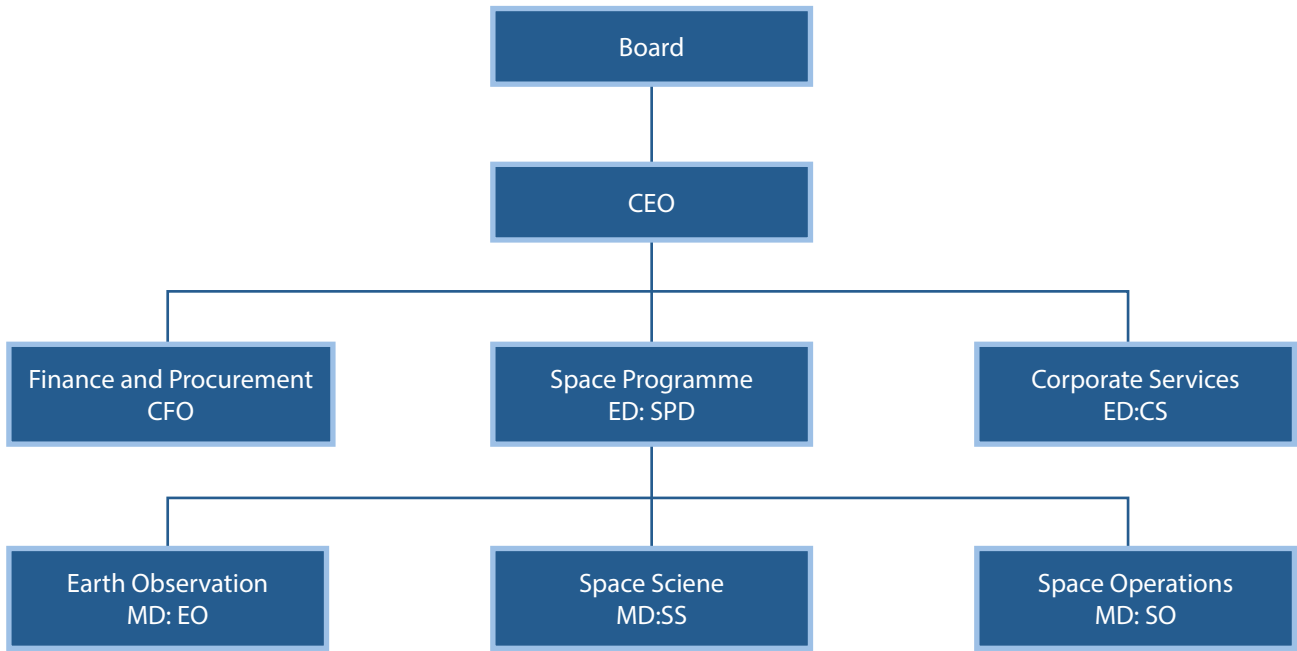 Board
CEO
Finance and Procurement
CFO
Space Programme
ED: SPD
Corporate Services
ED:CS
Earth Observation
MD: EO
Space Sciene
MD:SS
Space Operations
MD: SO